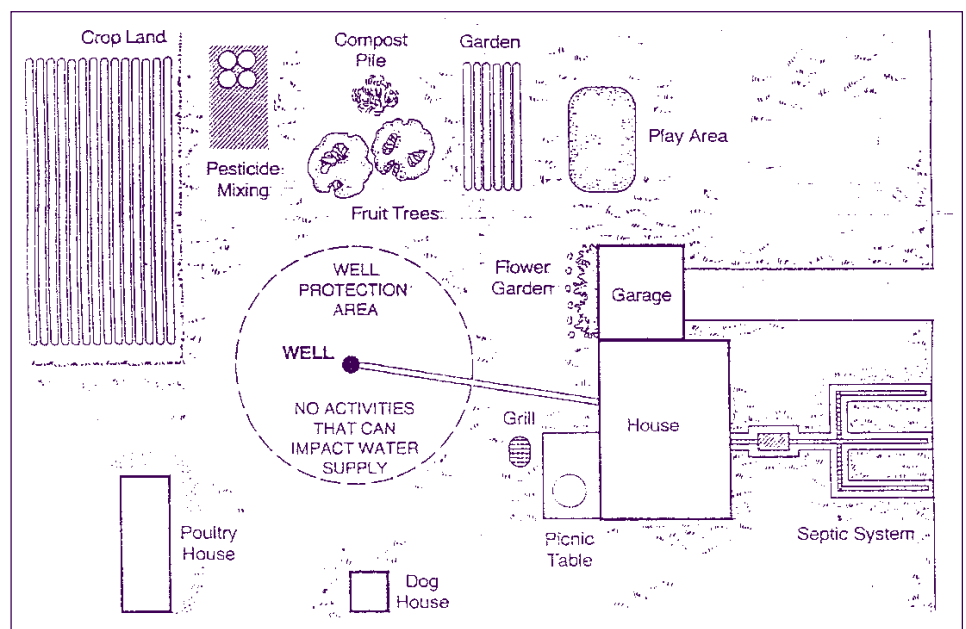 Crop Land
Compost
Pile
Garden
Play Area
Pesticide
Mixing
Fruit Trees
WELL
PROTECTION
AREA
Flower
Garden
Garage
WELL
NO ACTIVITIES
THAT CAN
IMPACT WATER
SUPPLY
Grill
House
Poultry
House
Picnic
Table
Septic System
Dog
House